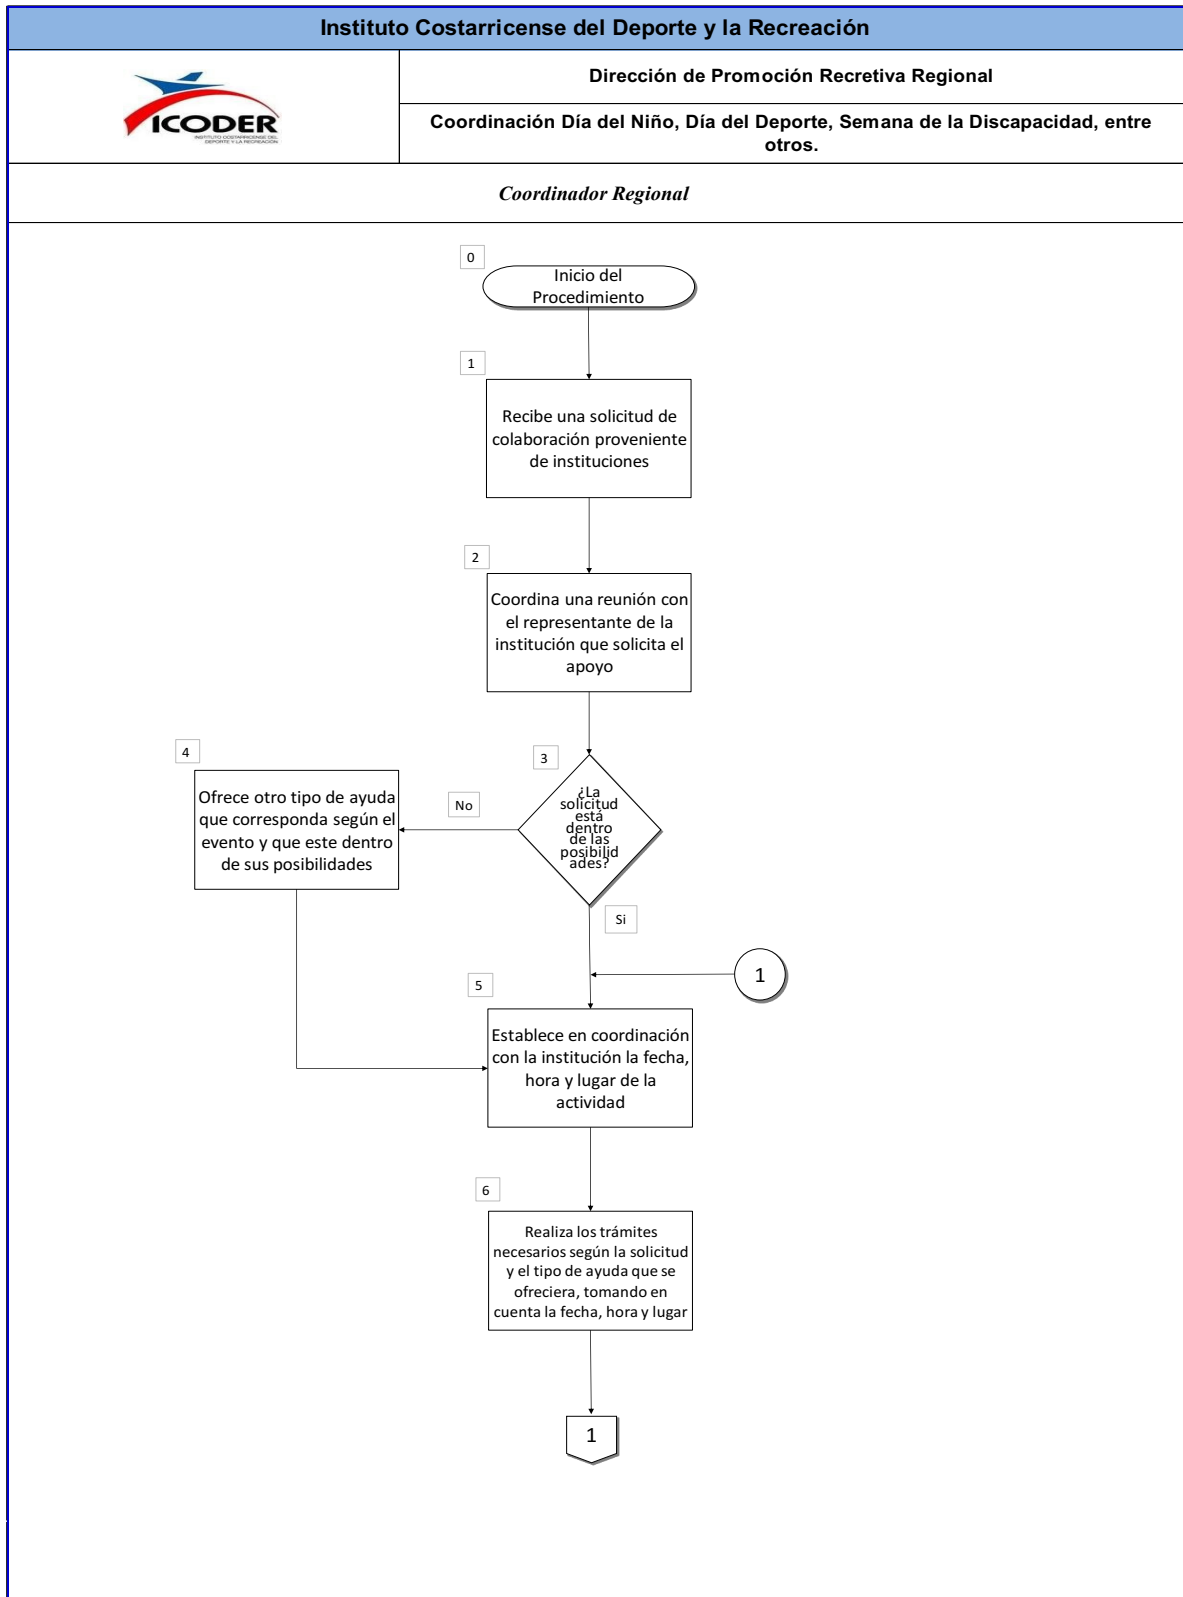 Instituto Costarricense del Deporte y la Recreación
ICODER
INSTITUTO COSTARRICENSE DEL
DEPORTE Y LA RECREACIÓN
Dirección de Promoción Recretiva Regional
Coordinación Día del Niño, Día del Deporte, Semana de la Discapacidad, entre
otros.
Coordinador Regional
0
Inicio del
Procedimiento
1
Recibe una solicitud de
colaboración proveniente
de instituciones
2
Coordina una reunión con
el representante de la
institución que solicita el
apoyo
3
¿La
solicitud
está
dentro
de las
posibilid
ades?
No
4
Ofrece otro tipo de ayuda
que corresponda según el
evento y que este dentro
de sus posibilidades
Si
1
5
Establece en coordinación
con la institución la fecha,
hora y lugar de la
actividad
6
Realiza los trámites
necesarios según la solicitud
y el tipo de ayuda que se
ofreciera, tomando en
cuenta la fecha, hora y lugar
1